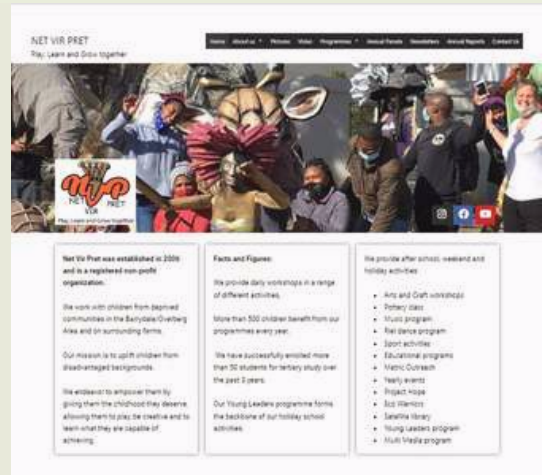 NET VIR PRET
Play, Learn and Grow together
Home About us Pictures Video Programmes Annual Parade Newsletters Annual Reports Contact Us
NVP
NET PRET
VIR
Play, Learn and Grow together
Net Vir Pret was established in 2006
and is a registered non-profit
organization.
We work with children from deprived
communities in the Barrydale/Overberg
Area and on surrounding farms.
Our mission is to uplift children from
disadvantaged backgrounds.
We endeavor to empower them by
giving them the childhood they deserve,
allowing them to play, be creative and to
learn what they are capable of
achieving.
Facts and Figures:
We provide daily workshops in a range
of different activities.
More than 500 children benefit from our
programmes every year.
We have successfully enrolled more
than 50 students for tertiary study over
the past years.
Our Young Leaders programme forms
the backbone of our holiday school
activities.
We provide after school, weekend and
holiday activities:
Arts and Craft workshops
Pottery class
Music program
Riel dance program
Sport activities
Educational programs
Matric Outreach
Yearly events
Project Hope
Eco Warriors
Satellite library
Young Leaders program
Multi Media program